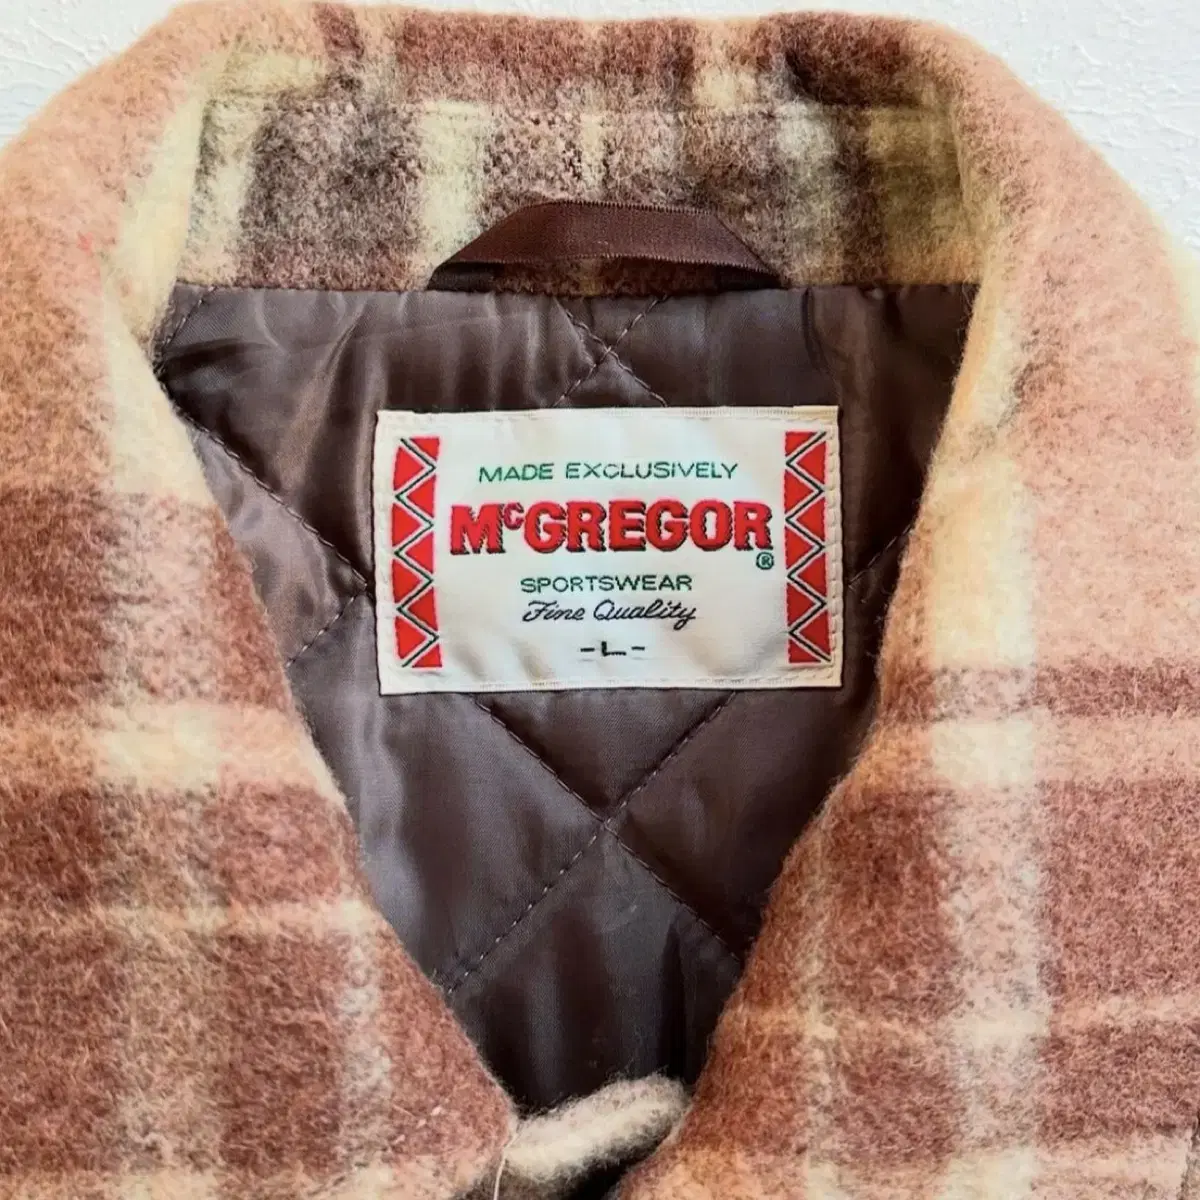 MADE EXCLUSIVELY
McGREGOR®
SPORTSWEAR
Fine Quality
-L-